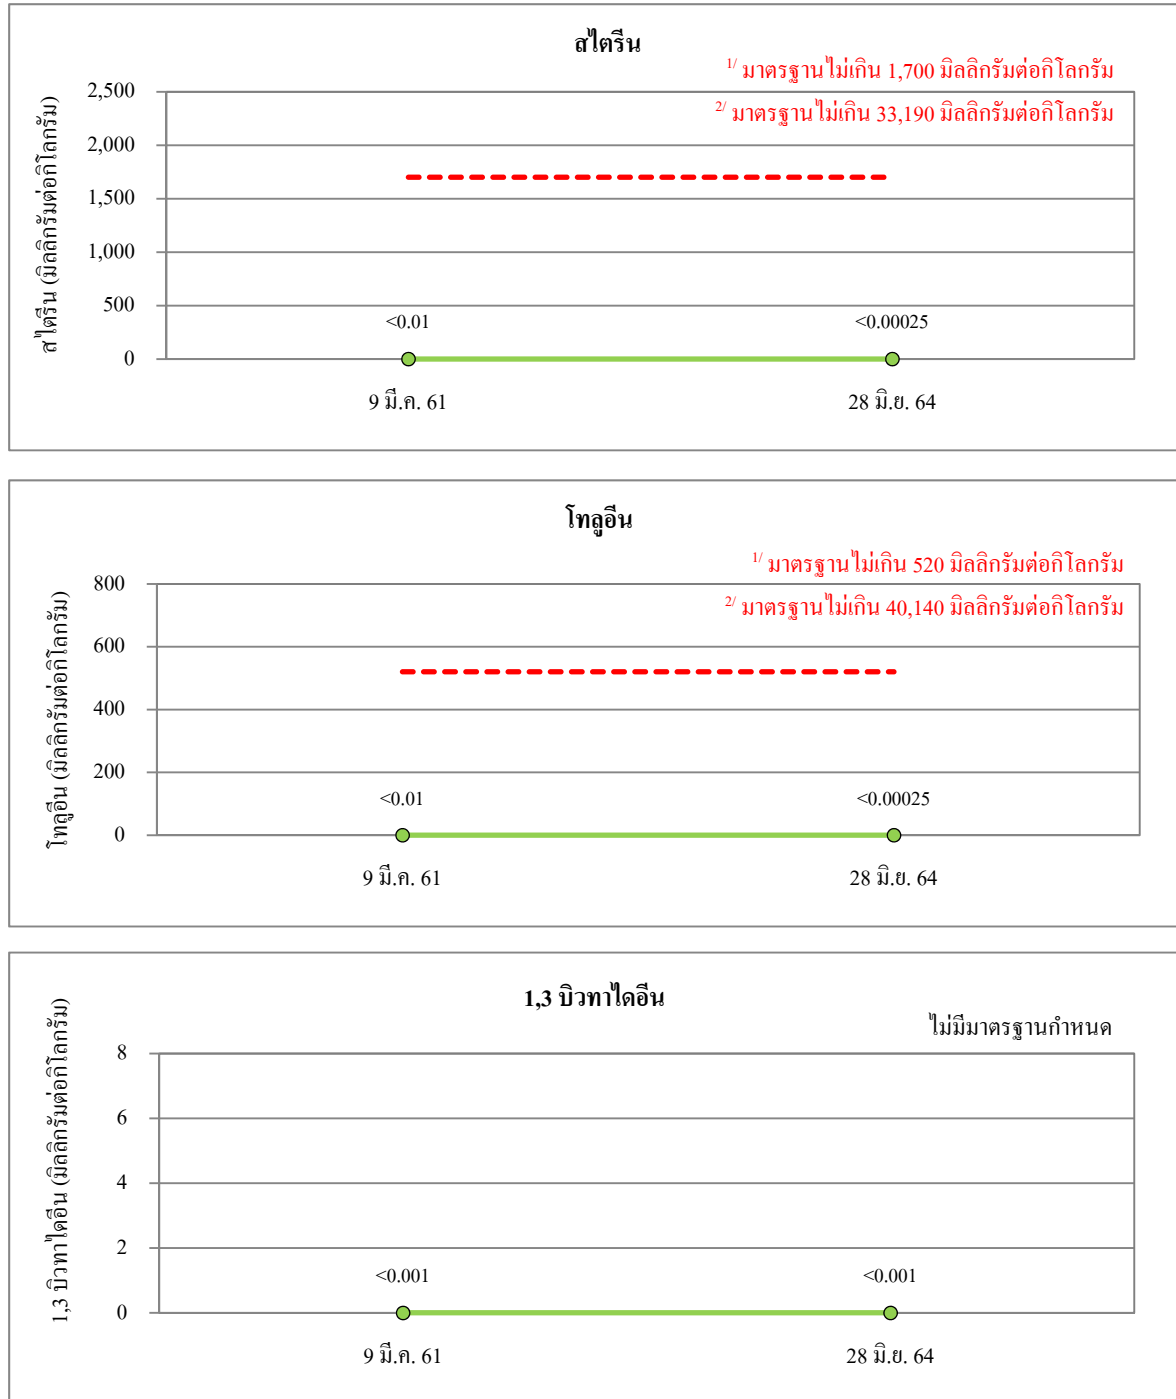 สไตรีน
1/ มาตรฐานไม่เกิน 1,700 มิลลิกรัมต่อกิโลกรัม
2/ มาตรฐานไม่เกิน 33,190 มิลลิกรัมต่อกิโลกรัม
สไตรีน (มิลลิกรัมต่อกิโลกรัม)
2,500
2,000
1,500
1,000
500
0
<0.01
<0.00025
9 มี.ค. 61
28 มิ.ย. 64
โทลูอีน
1/ มาตรฐานไม่เกิน 520 มิลลิกรัมต่อกิโลกรัม
2/ มาตรฐานไม่เกิน 40,140 มิลลิกรัมต่อกิโลกรัม
โทลูอีน (มิลลิกรัมต่อกิโลกรัม)
800
600
400
200
0
<0.01
<0.00025
9 มี.ค. 61
28 มิ.ย. 64
1,3 บิวทาไดอีน
ไม่มีมาตรฐานกำหนด
1,3 บิวทาไดอีน (มิลลิกรัมต่อกิโลกรัม)
8
6
4
2
0
<0.001
<0.001
9 มี.ค. 61
28 มิ.ย. 64